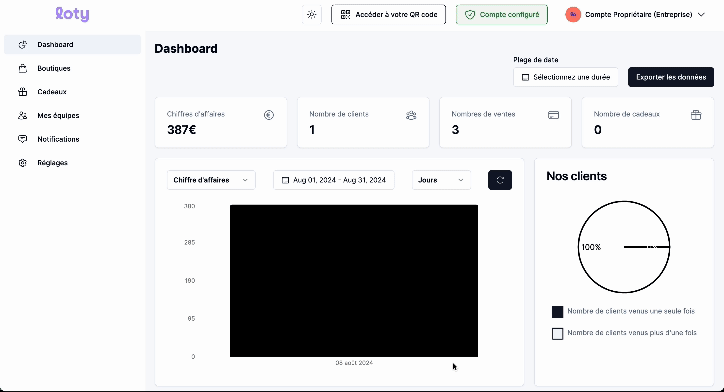 loty
Accéder à votre QR code
Compte configuré
Compte Propriétaire (Entreprise)
Dashboard
Boutiques
Cadeaux
Mes équipes
Notifications
Réglages
Dashboard
Plage de date
Sélectionnez une durée
Exporter les données
Chiffres d'affaires
387€
Nombre de clients
1
Nombres de ventes
3
Nombre de cadeaux
0
Chiffre d'affaires
Aug 01, 2024 - Aug 31, 2024
Jours
380
285
190
95
0
08 août 2024
Nos clients
100%
Nombre de clients venus une seule fois
Nombre de clients venus plus d'une fois